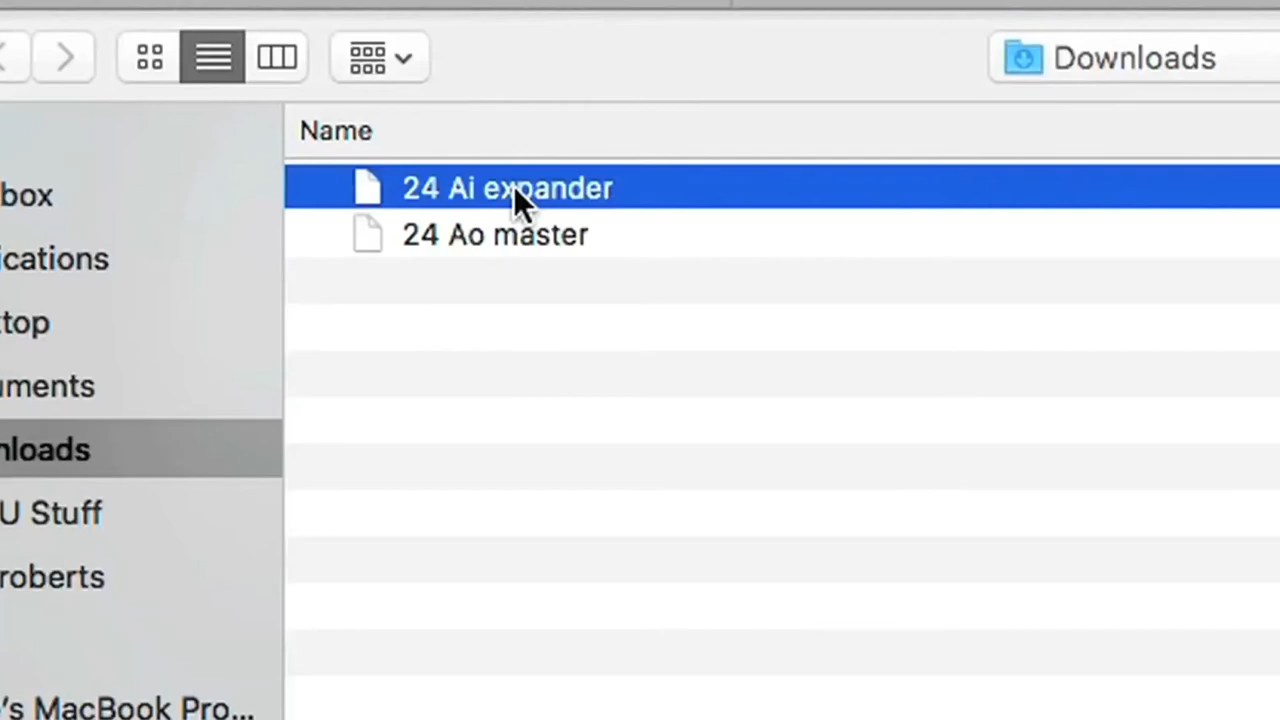 Downloads
Name
24 Ai expander
24 Ao master
box
ications
top
uments
nloads
U Stuff
roberts
's MacBook Pro...